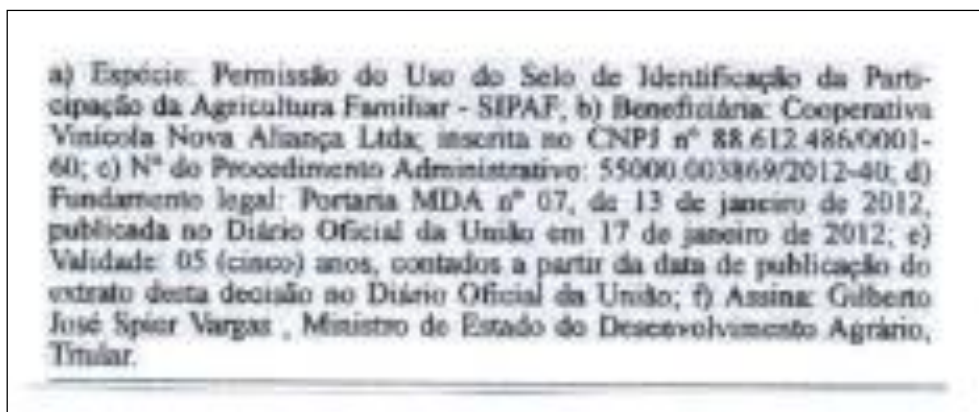 a) Espécie: Permissão do Uso do Selo de Identificação da Parti-
cipação da Agricultura Familiar - SIPAF; b) Beneficiária: Cooperativa
Vinícola Nova Aliança Ltda; inscrita no CNPJ nº 88.612.486/0001-
60; c) Nº do Procedimento Administrativo: 55000.003869/2012-40; d)
Fundamento legal: Portaria MDA nº 07, de 13 de janeiro de 2012,
publicada no Diário Oficial da União em 17 de janeiro de 2012; e)
Validade: 05 (cinco) anos, contados a partir da data de publicação do
extrato desta decisão no Diário Oficial da União; f) Assina: Gilberto
José Spier Vargas , Ministro de Estado do Desenvolvimento Agrário,
Titular.